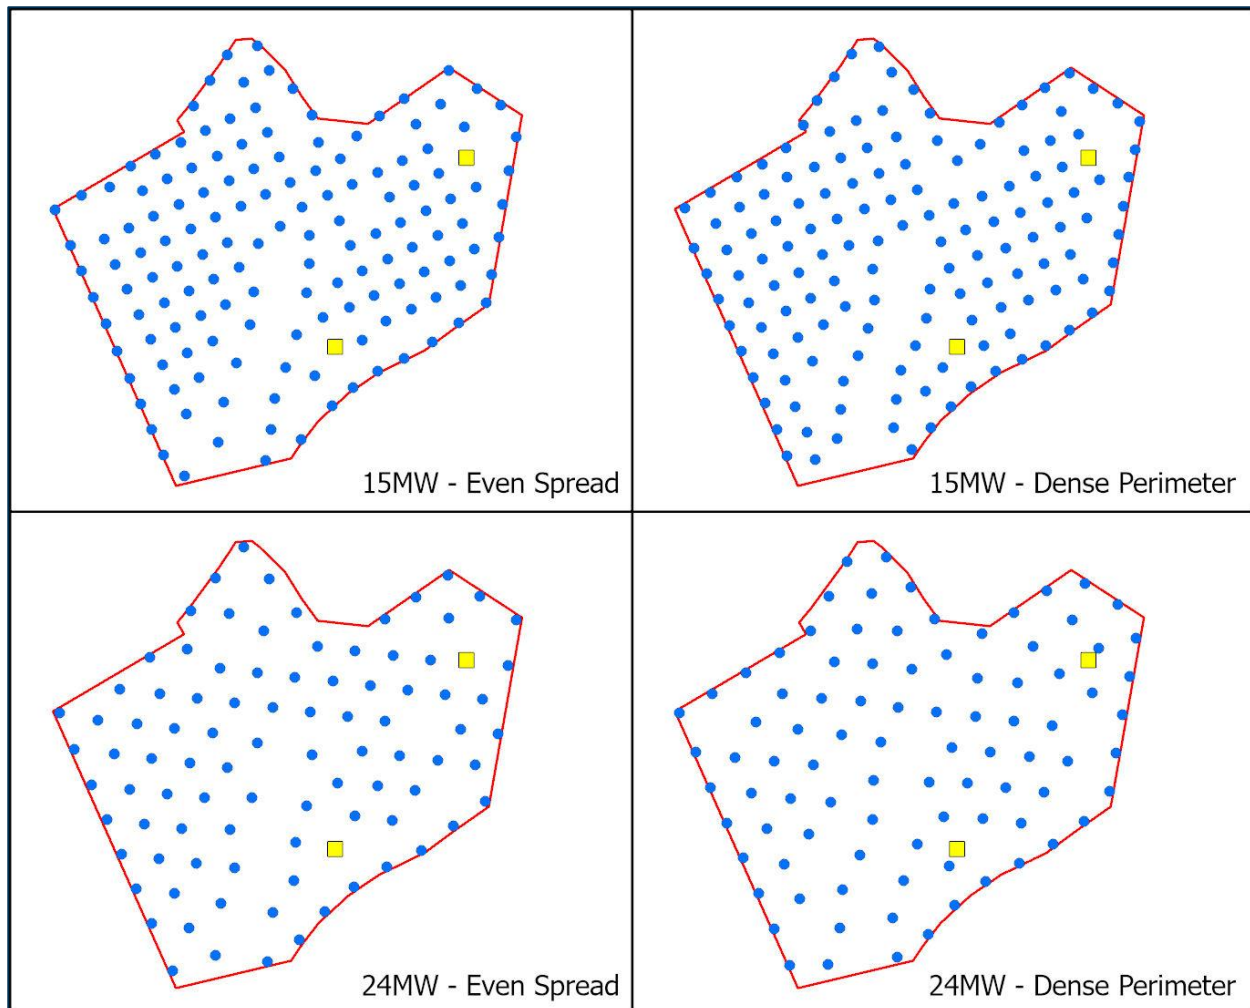 15MW - Even Spread
15MW - Dense Perimeter
24MW - Even Spread
24MW - Dense Perimeter